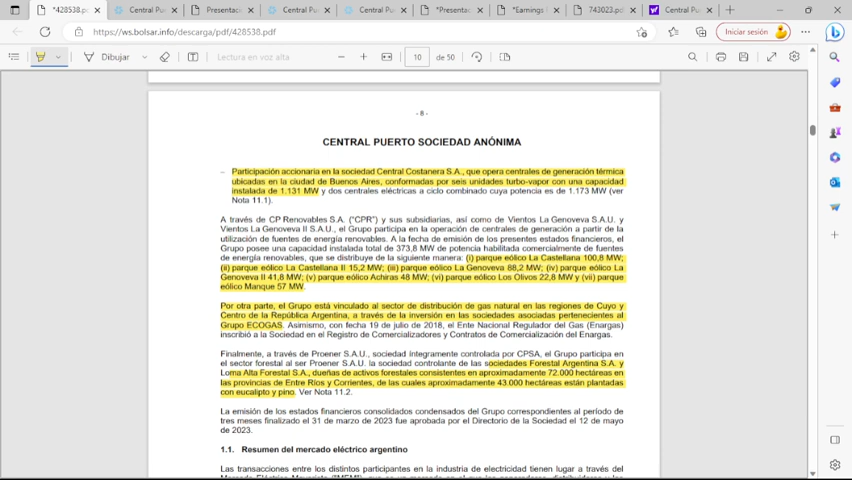 *428538.pdf
Central Pu
Presentac
Central Pu
Central Pu
*Presentac
*Earnings
743023.pd
Central Pu
https://ws.bolsar.info/descarga/pdf/428538.pdf
Iniciar sesión
Dibujar
Lectura en voz alta
10 de 50
- 8 -
CENTRAL PUERTO SOCIEDAD ANÓNIMA
– Participación accionaria en la sociedad Central Costanera S.A., que opera centrales de generación térmica
ubicadas en la ciudad de Buenos Aires, conformadas por seis unidades turbo-vapor con una capacidad
instalada de 1.131 MW y dos centrales eléctricas a ciclo combinado cuya potencia es de 1.173 MW (ver
Nota 11.1).
A través de CP Renovables S.A. ("CPR") y sus subsidiarias, así como de Vientos La Genoveva S.A.U. y
Vientos La Genoveva II S.A.U., el Grupo participa en la operación de centrales de generación a partir de la
utilización de fuentes de energía renovables. A la fecha de emisión de los presentes estados financieros, el
Grupo posee una capacidad instalada total de 373,8 MW de potencia habilitada comercialmente de fuentes
de energía renovables, que se distribuye de la siguiente manera: (i) parque eólico La Castellana 100,8 MW;
(ii) parque eólico La Castellana II 15,2 MW; (iii) parque eólico La Genoveva 88,2 MW; (iv) parque eólico La
Genoveva II 41,8 MW; (v) parque eólico Achiras 48 MW; (vi) parque eólico Los Olivos 22,8 MW y (vii) parque
eólico Manque 57 MW.
Por otra parte, el Grupo está vinculado al sector de distribución de gas natural en las regiones de Cuyo y
Centro de la República Argentina, a través de la inversión en las sociedades asociadas pertenecientes al
Grupo ECOGAS. Asimismo, con fecha 19 de julio de 2018, el Ente Nacional Regulador del Gas (Enargas)
inscribió a la Sociedad en el Registro de Comercializadores y Contratos de Comercialización del Enargas.
Finalmente, a través de Proener S.A.U., sociedad íntegramente controlada por CPSA, el Grupo participa en
el sector forestal al ser Proener S.A.U. la sociedad controlante de las sociedades Forestal Argentina S.A. y
Loma Alta Forestal S.A., dueñas de activos forestales consistentes en aproximadamente 72.000 hectáreas en
las provincias de Entre Ríos y Corrientes, de las cuales aproximadamente 43.000 hectáreas están plantadas
con eucalipto y pino. Ver Nota 11.2.
La emisión de los estados financieros consolidados condensados del Grupo correspondientes al período de
tres meses finalizado el 31 de marzo de 2023 fue aprobada por el Directorio de la Sociedad el 12 de mayo
de 2023.
1.1. Resumen del mercado eléctrico argentino
Las transacciones entre los distintos participantes en la industria de electricidad tienen lugar a través del